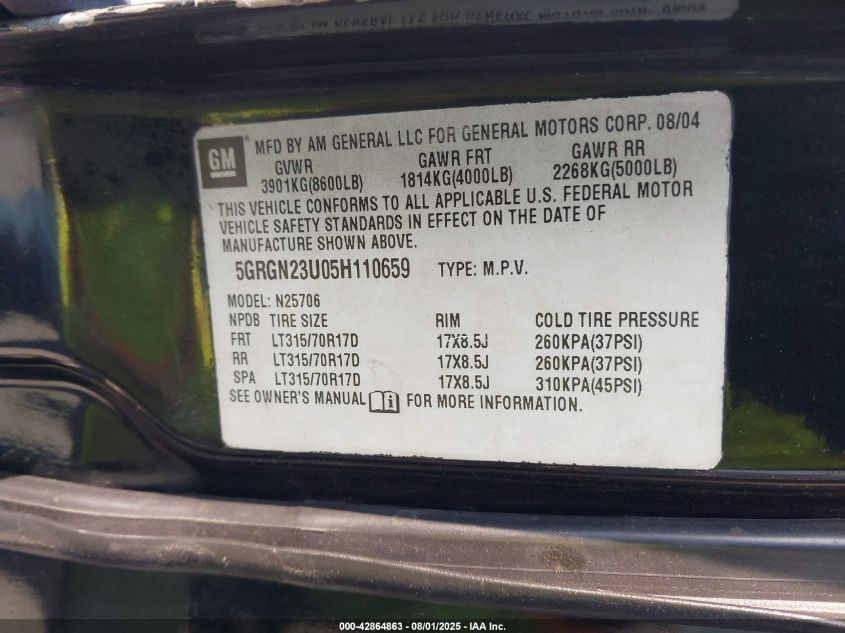 MFD BY AM GENERAL LLC FOR GENERAL MOTORS CORP. 08/04
GM
®
GVWR GAWR FRT GAWR RR
3901KG(8600LB) 1814KG(4000LB) 2268KG(5000LB)
THIS VEHICLE CONFORMS TO ALL APPLICABLE U.S. FEDERAL MOTOR
VEHICLE SAFETY STANDARDS IN EFFECT ON THE DATE OF
MANUFACTURE SHOWN ABOVE.
5GRGN23U05H110659 TYPE: M.P.V.
MODEL: N25706
NPDB TIRE SIZE RIM COLD TIRE PRESSURE
FRT LT315/70R17D 17X8.5J 260KPA(37PSI)
RR LT315/70R17D 17X8.5J 260KPA(37PSI)
SPA LT315/70R17D 17X8.5J 310KPA(45PSI)
SEE OWNER'S MANUAL FOR MORE INFORMATION.
000-42864863 - 08/01/2025 - IAA Inc.